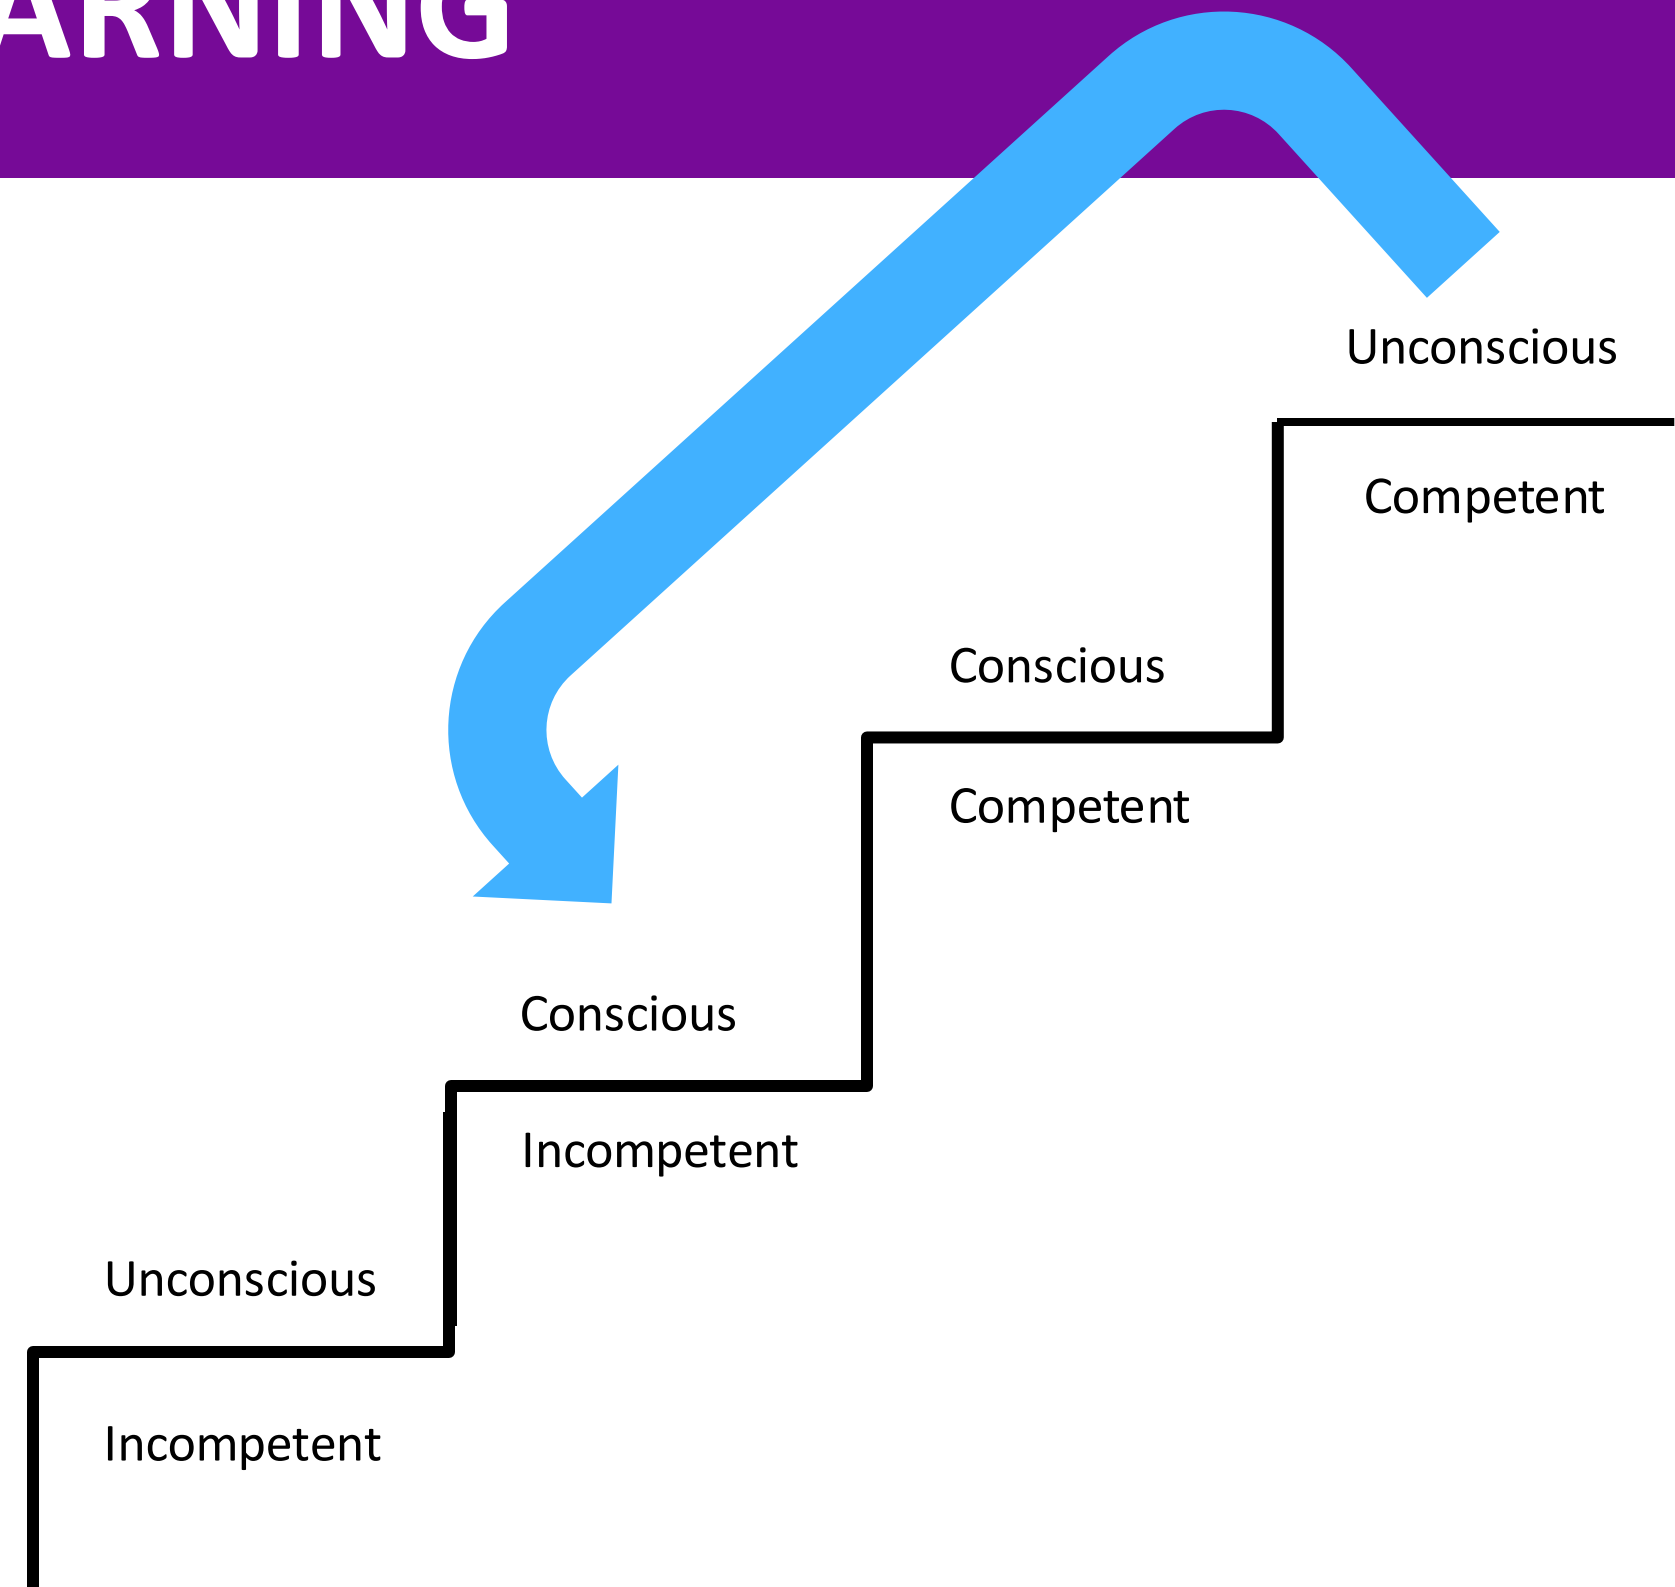 ARNING
Unconscious
Competent
Conscious
Competent
Conscious
Incompetent
Unconscious
Incompetent